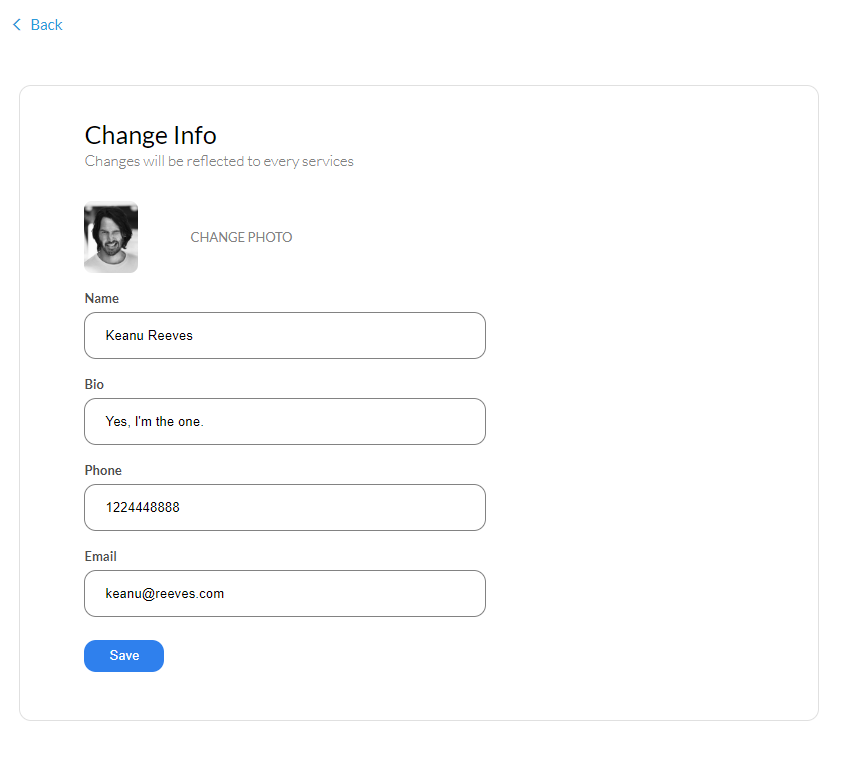 Back
Change Info
Changes will be reflected to every services
CHANGE PHOTO
Name
Keanu Reeves
Bio
Yes, I'm the one.
Phone
1224448888
Email
keanu@reeves.com
Save